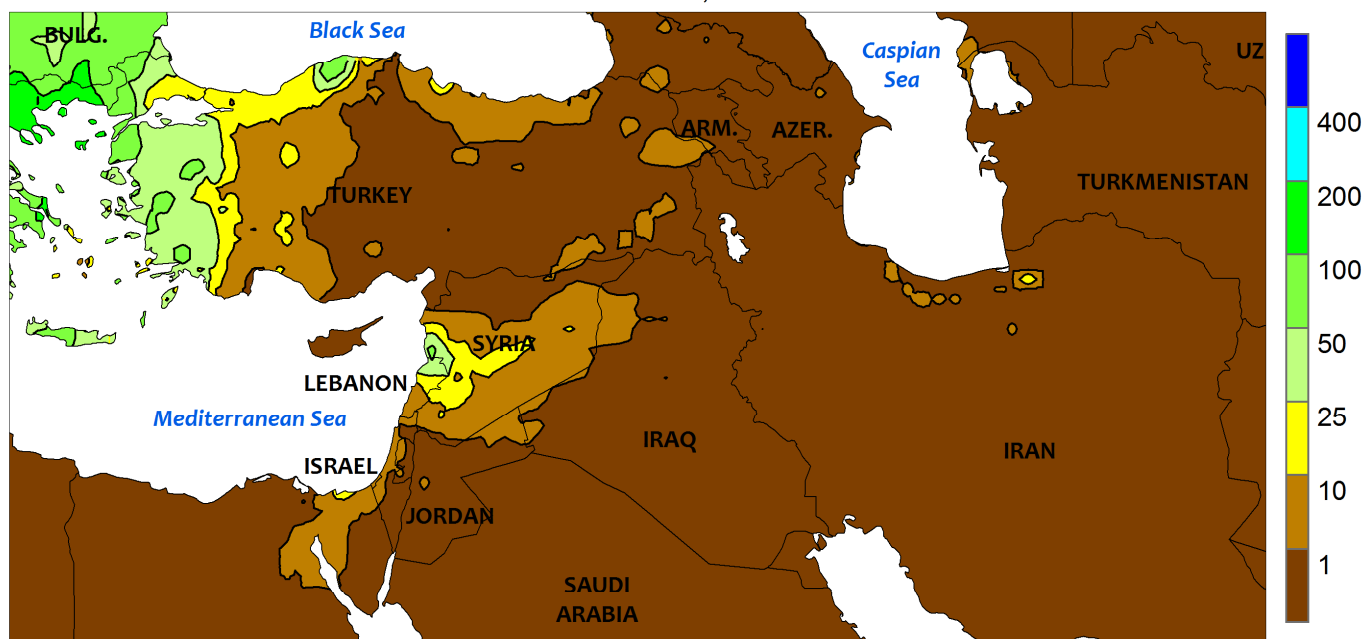 BULG.
Black Sea
Caspian
Sea
UZ
400
ARM.
AZER.
TURKEY
TURKMENISTAN
200
100
SYRIA
50
LEBANON
Mediterranean Sea
25
IRAQ
IRAN
ISRAEL
10
JORDAN
1
SAUDI
ARABIA